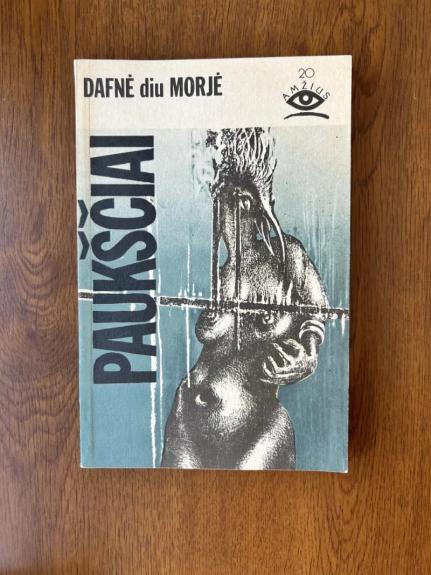 DAFNĖ diu MORJĖ
20
AMŽIUS
PAUKŠČIAI